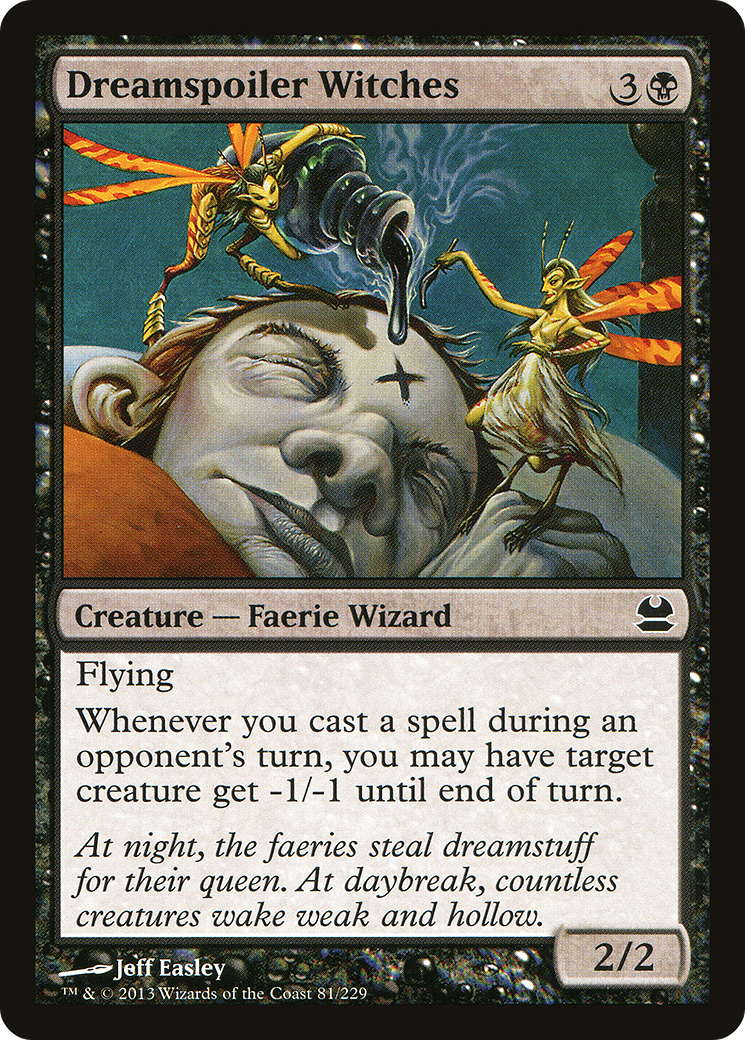 Dreamspoiler Witches 3
Creature — Faerie Wizard
Flying
Whenever you cast a spell during an
opponent's turn, you may have target
creature get -1/-1 until end of turn.
At night, the faeries steal dreamstuff
for their queen. At daybreak, countless
creatures wake weak and hollow.
2/2
Jeff Easley
™ & © 2013 Wizards of the Coast 81/229